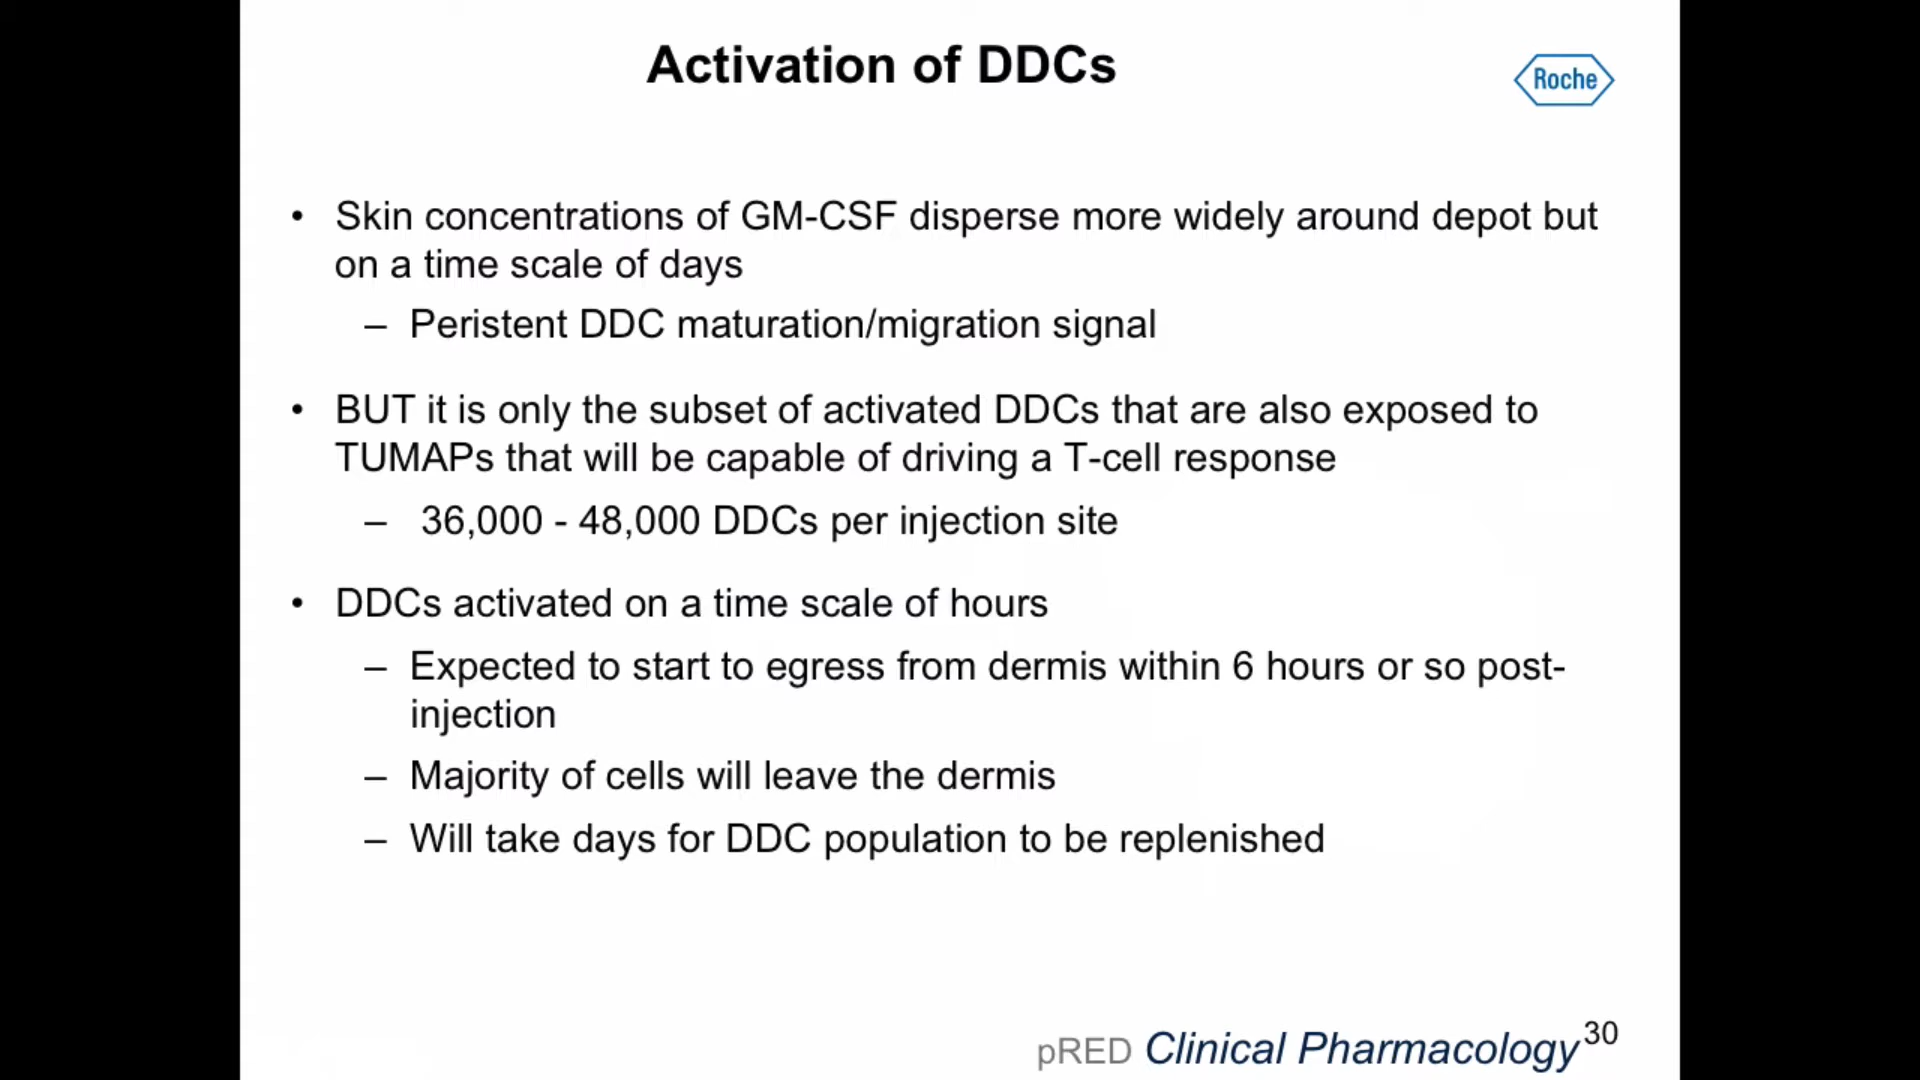 Activation of DDCs
Roche
• Skin concentrations of GM-CSF disperse more widely around depot but
on a time scale of days
– Peristent DDC maturation/migration signal
• BUT it is only the subset of activated DDCs that are also exposed to
TUMAPs that will be capable of driving a T-cell response
– 36,000 - 48,000 DDCs per injection site
• DDCs activated on a time scale of hours
– Expected to start to egress from dermis within 6 hours or so post-
injection
– Majority of cells will leave the dermis
– Will take days for DDC population to be replenished
pRED Clinical Pharmacology 30